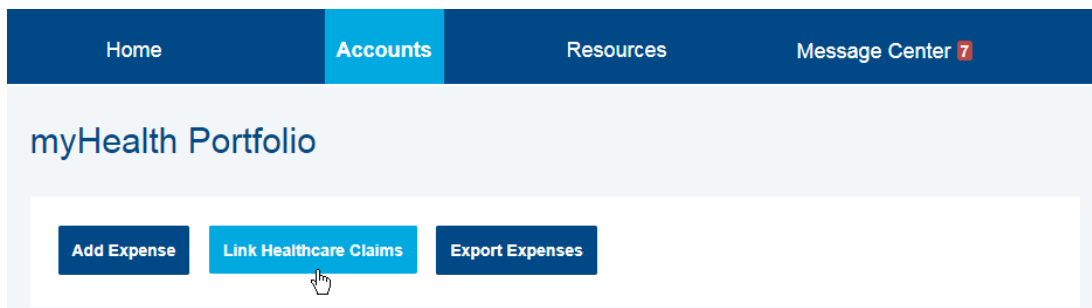 Home Accounts Resources Message Center 7
myHealth Portfolio
Add Expense Link Healthcare Claims Export Expenses